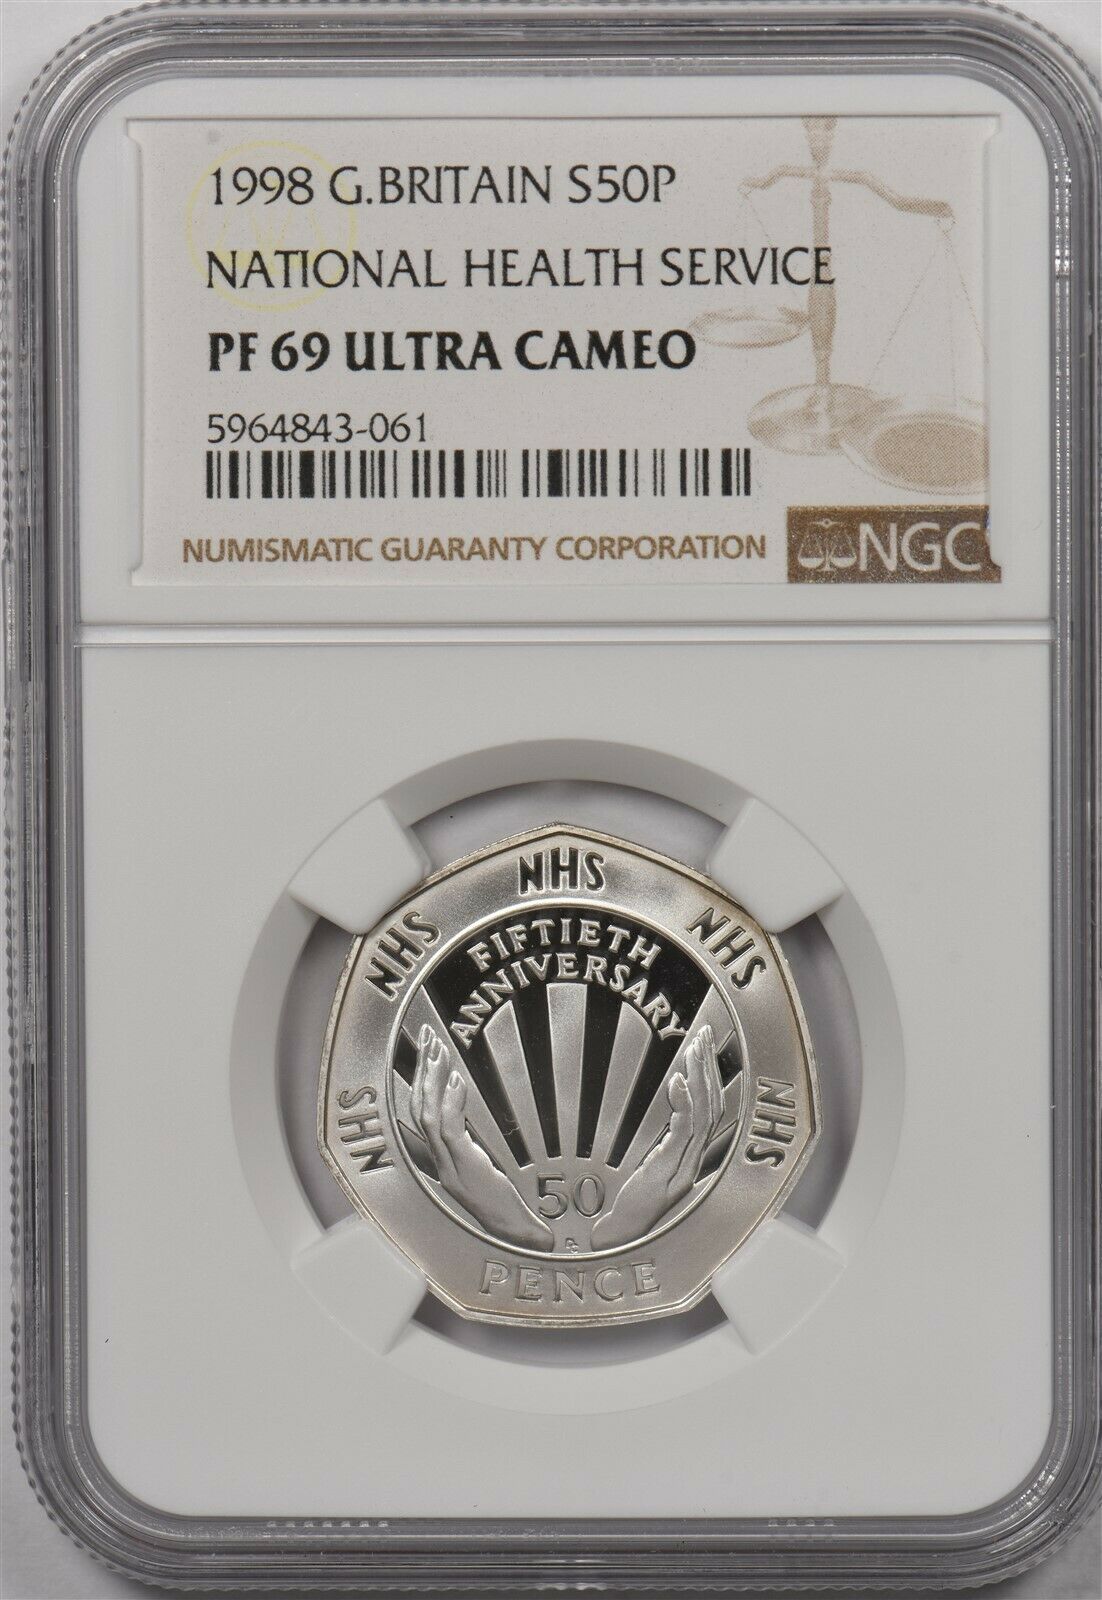 1998 G.BRITAIN S50P
NATIONAL HEALTH SERVICE
PF 69 ULTRA CAMEO
5964843-061
NUMISMATIC GUARANTY CORPORATION
NGC
NHS
NHS
NHS
NHS
NHS
FIFTIETH
ANNIVERSARY
50
DC
PENCE